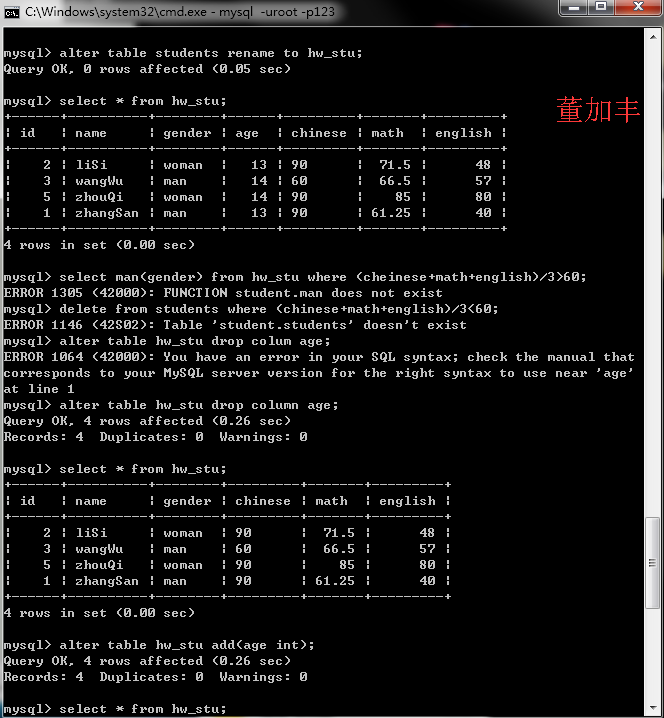 C:\Windows\system32\cmd.exe - mysql  -uroot -p123
mysql> alter table students rename to hw_stu;
Query OK, 0 rows affected (0.05 sec)
mysql> select * from hw_stu;
董加丰
+------+----------+--------+------+---------+-------+---------+
| id   | name     | gender | age  | chinese | math  | english |
+------+----------+--------+------+---------+-------+---------+
|    2 | liSi     | woman  |   13 | 90      |  71.5 |      48 |
|    3 | wangWu   | man    |   14 | 60      |  66.5 |      57 |
|    5 | zhouQi   | woman  |   14 | 90      |    85 |      80 |
|    1 | zhangSan | man    |   13 | 90      | 61.25 |      40 |
+------+----------+--------+------+---------+-------+---------+
4 rows in set (0.00 sec)
mysql> select man(gender) from hw_stu where (cheinese+math+english)/3>60;
ERROR 1305 (42000): FUNCTION student.man does not exist
mysql> delete from students where (chinese+math+english)/3<60;
ERROR 1146 (42S02): Table 'student.students' doesn't exist
mysql> alter table hw_stu drop colum age;
ERROR 1064 (42000): You have an error in your SQL syntax; check the manual that
corresponds to your MySQL server version for the right syntax to use near 'age'
at line 1
mysql> alter table hw_stu drop column age;
Query OK, 4 rows affected (0.26 sec)
Records: 4  Duplicates: 0  Warnings: 0
mysql> select * from hw_stu;
+------+----------+--------+---------+-------+---------+
| id   | name     | gender | chinese | math  | english |
+------+----------+--------+---------+-------+---------+
|    2 | liSi     | woman  | 90      |  71.5 |      48 |
|    3 | wangWu   | man    | 60      |  66.5 |      57 |
|    5 | zhouQi   | woman  | 90      |    85 |      80 |
|    1 | zhangSan | man    | 90      | 61.25 |      40 |
+------+----------+--------+---------+-------+---------+
4 rows in set (0.00 sec)
mysql> alter table hw_stu add(age int);
Query OK, 4 rows affected (0.26 sec)
Records: 4  Duplicates: 0  Warnings: 0
mysql> select * from hw_stu;